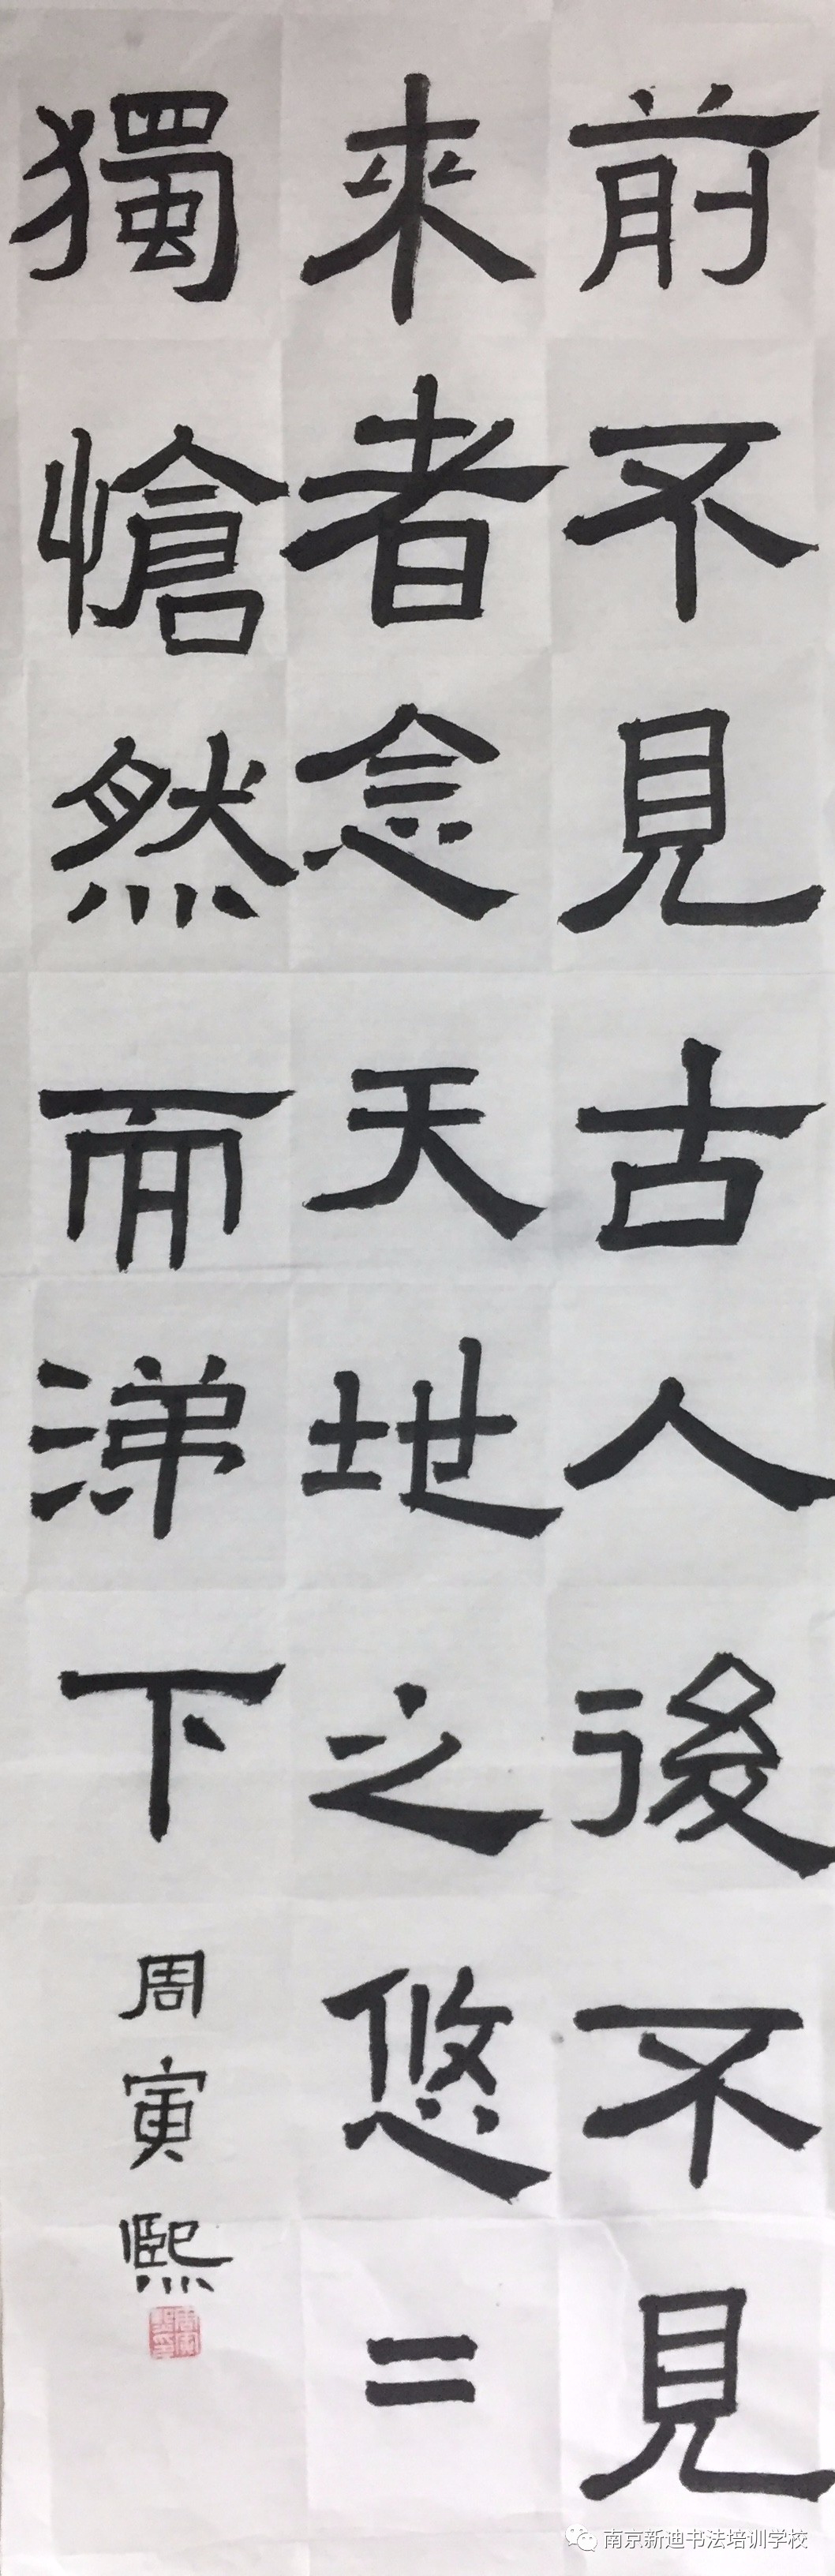 前不見古人後不見
來者念天地之悠=
獨愴然而涕下
周寅熙
南京新迪书法培训学校